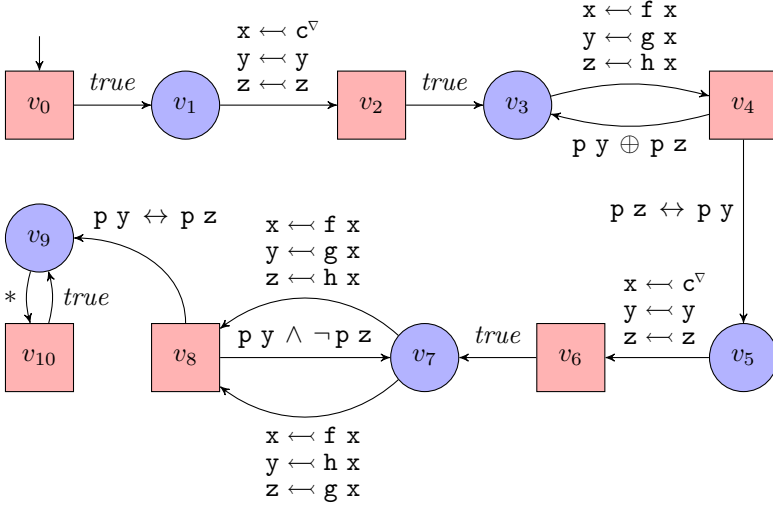 x ↢ c∇
y ↢ y
z ↢ z
x ↢ f x
y ↢ g x
z ↢ h x
v0
true
v1
v2
true
v3
v4
p y ⊕ p z
p z ↔ p y
p y ↔ p z
v9
*
true
x ↢ f x
y ↢ g x
z ↢ h x
x ↢ c∇
y ↢ y
z ↢ z
v10
v8
p y ∧ ¬ p z
v7
true
v6
v5
x ↢ f x
y ↢ h x
z ↢ g x